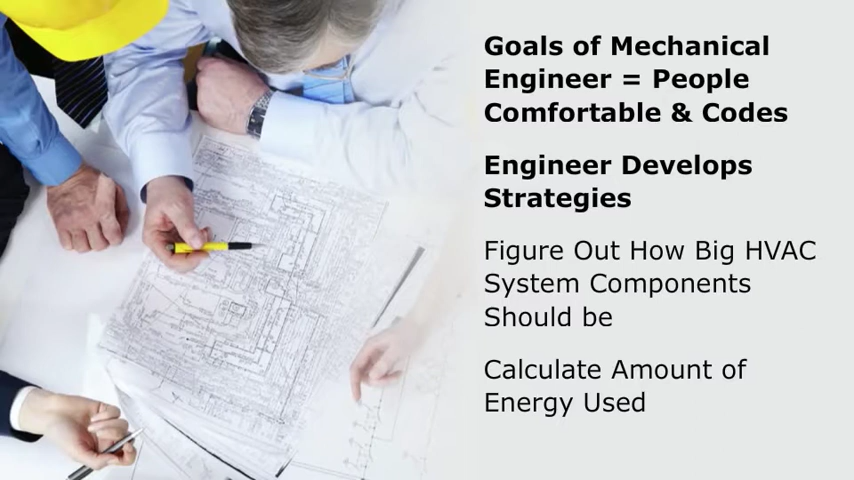 Goals of Mechanical
Engineer = People
Comfortable & Codes
Engineer Develops
Strategies
Figure Out How Big HVAC
System Components
Should be
Calculate Amount of
Energy Used